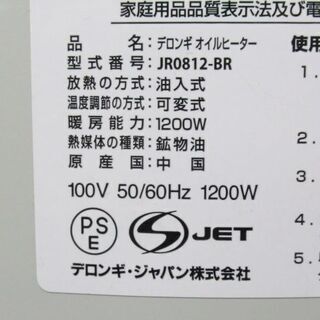 家庭用品品質表示法及び電
品 名：デロンギ オイルヒーター
型式番号：JR0812-BR
放熱の方式：油入式
温度調節の方式：可変式
暖房能力：1200W
熱媒体の種類：鉱物油
原産国：中 国
100V 50/60Hz 1200W
PS
E
S JET
デロンギ・ジャパン株式会社
使用
1.
2.
3.
4.
5.